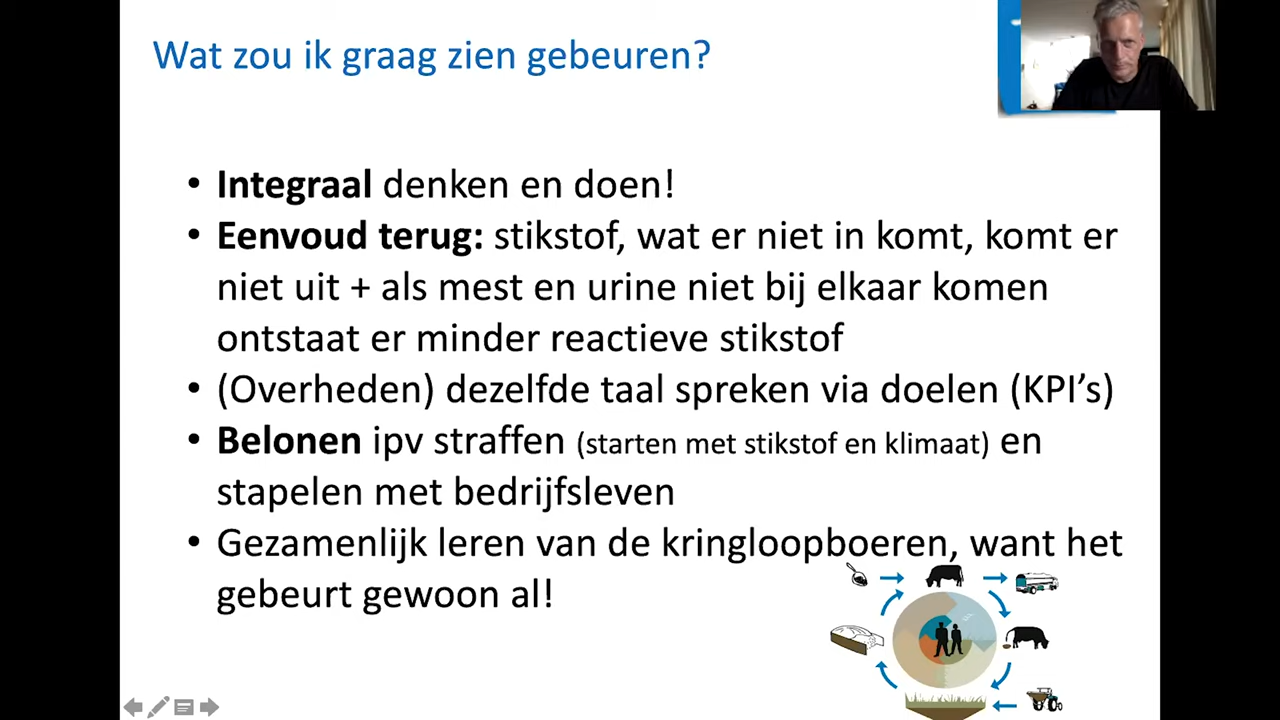 Wat zou ik graag zien gebeuren?
• Integraal denken en doen!
• Eenvoud terug: stikstof, wat er niet in komt, komt er
niet uit + als mest en urine niet bij elkaar komen
ontstaat er minder reactieve stikstof
• (Overheden) dezelfde taal spreken via doelen (KPI’s)
• Belonen ipv straffen (starten met stikstof en klimaat) en
stapelen met bedrijfsleven
• Gezamenlijk leren van de kringloopboeren, want het
gebeurt gewoon al!